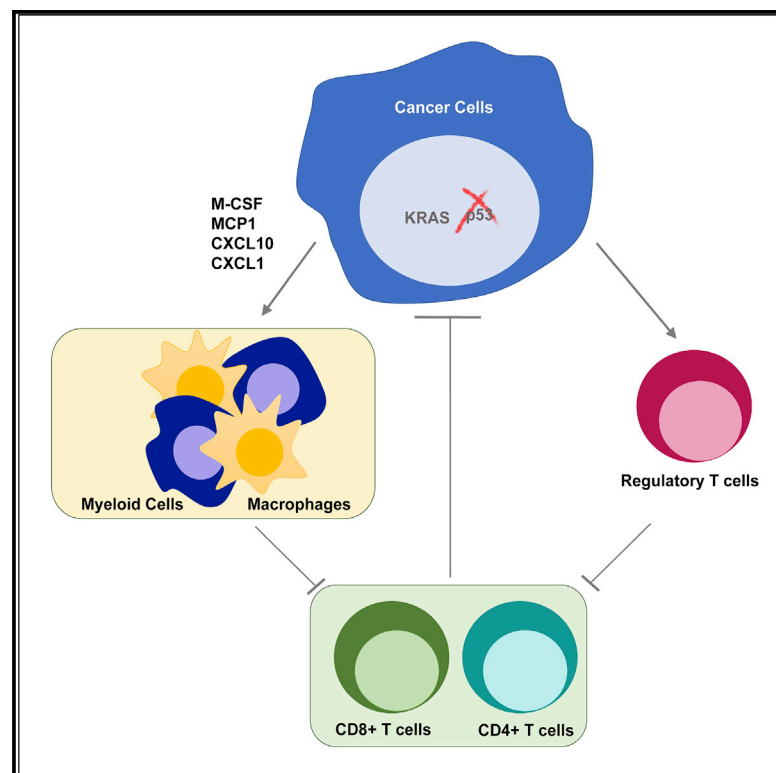 Cancer Cells
KRAS p53
M-CSF
MCP1
CXCL10
CXCL1
Myeloid Cells Macrophages
Regulatory T cells
CD8+ T cells CD4+ T cells